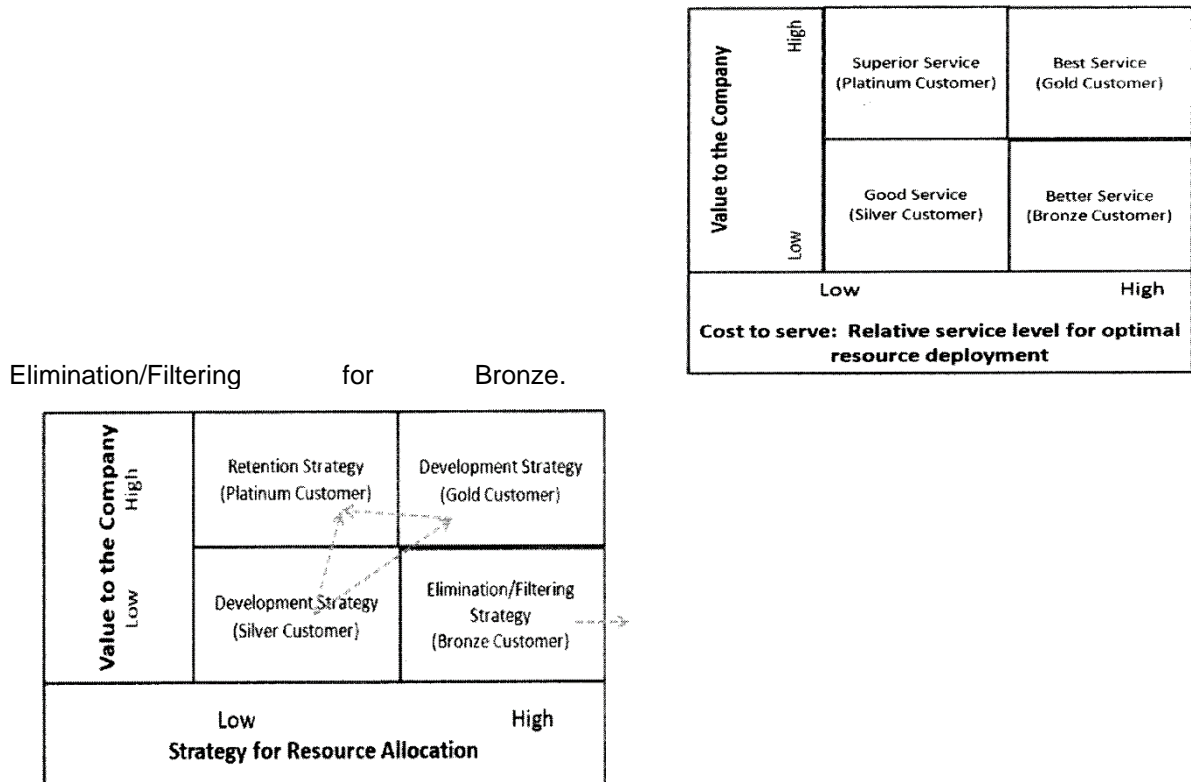 Value to the Company
High
Low
Superior Service
(Platinum Customer)
Best Service
(Gold Customer)
Good Service
(Silver Customer)
Better Service
(Bronze Customer)
Low
High
Cost to serve: Relative service level for optimal
resource deployment
Elimination/Filtering for Bronze.
Value to the Company
High
Low
Retention Strategy
(Platinum Customer)
Development Strategy
(Gold Customer)
Development Strategy
(Silver Customer)
Elimination/Filtering
Strategy
(Bronze Customer)
Low
High
Strategy for Resource Allocation